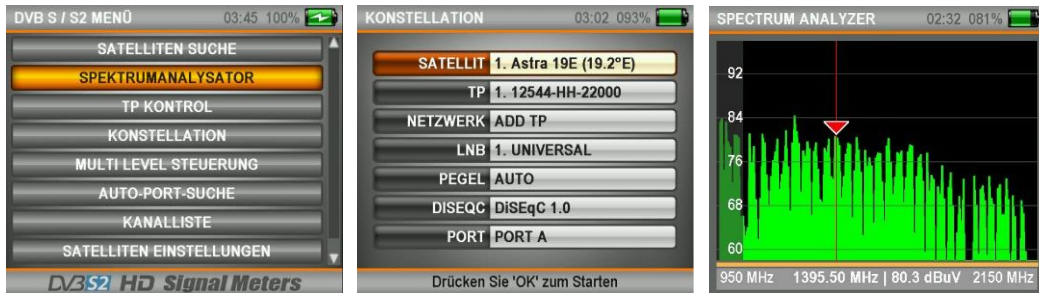 DVB S / S2 MENÜ 03:45 100%
SATELLITEN SUCHE
SPEKTRUMANALYSATOR
TP KONTROL
KONSTELLATION
MULTI LEVEL STEUERUNG
AUTO-PORT-SUCHE
KANALLISTE
SATELLITEN EINSTELLUNGEN
DVB S2 HD Signal Meters
KONSTELLATION 03:02 093%
SATELLIT 1. Astra 19E (19.2°E)
TP 1. 12544-HH-22000
NETZWERK ADD TP
LNB 1. UNIVERSAL
PEGEL AUTO
DISEQC DiSEqC 1.0
PORT PORT A
Drücken Sie 'OK' zum Starten
SPECTRUM ANALYZER 02:32 081%
92
84
76
68
60
950 MHz 1395.50 MHz | 80.3 dBuV 2150 MHz